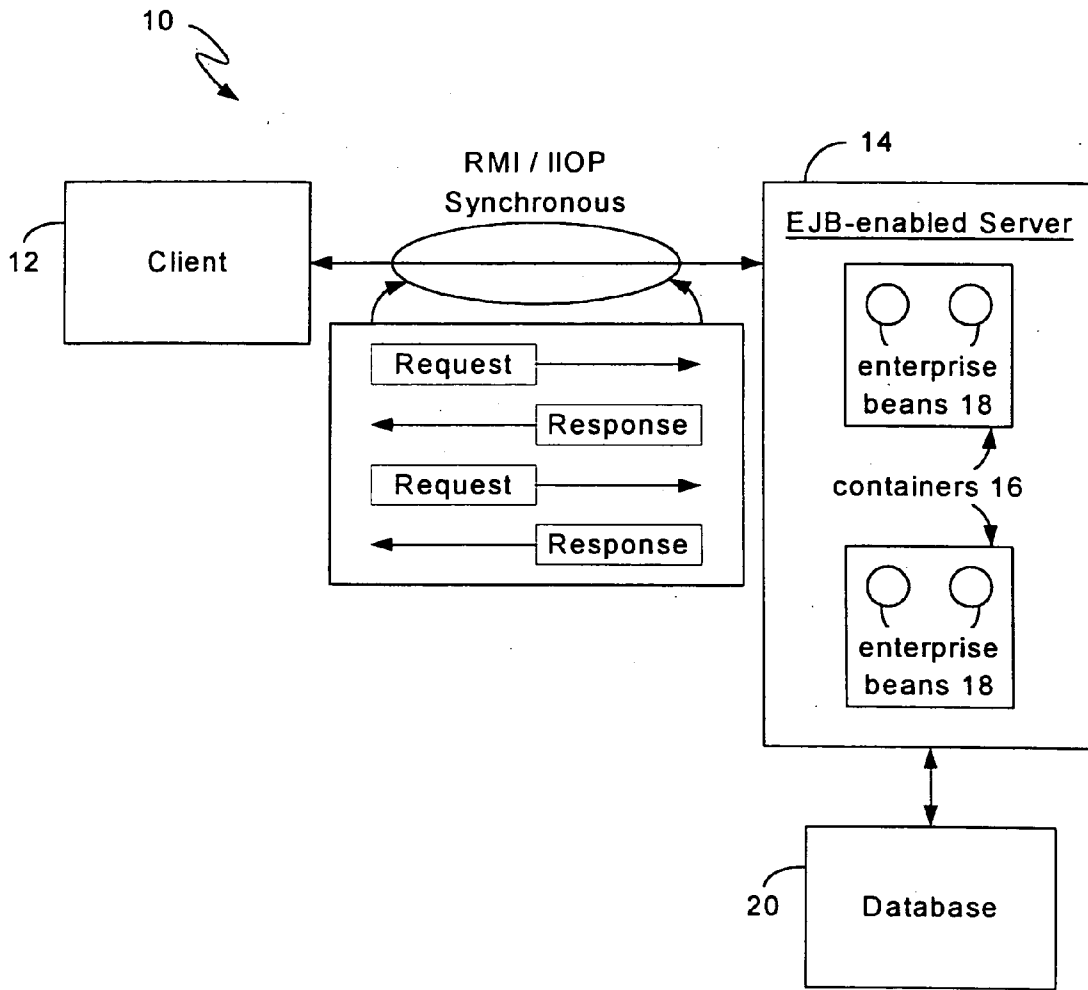 10
RMI / IIOP
Synchronous
14
EJB-enabled Server
12
Client
enterprise
beans 18
Request
Response
Request
Response
containers 16
enterprise
beans 18
20
Database